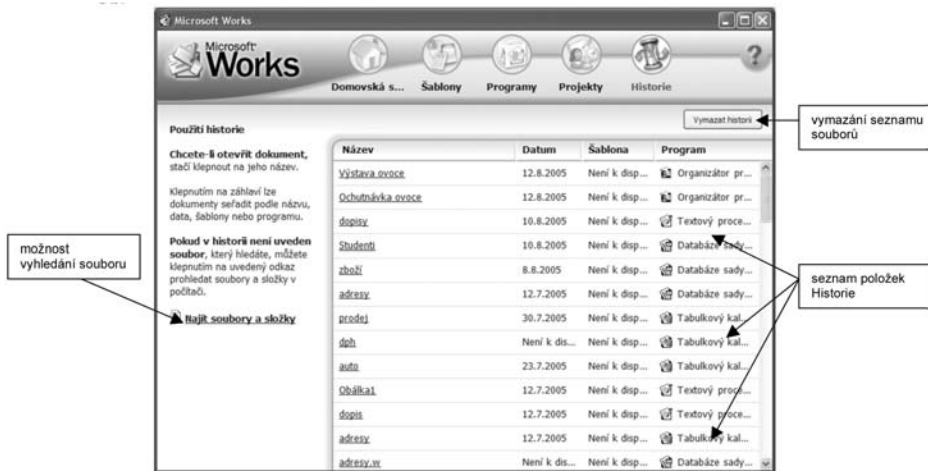 Microsoft Works
Microsoft
Works
?
Domovská s... Šablony Programy Projekty Historie
Vymazat historii
vymazání seznamu
souborů
Použití historie
Chcete-li otevřít dokument,
stačí klepnout na jeho název.
Klepnutím na záhlaví lze
dokumenty seřadit podle názvu,
data, šablony nebo programu.
Pokud v historii není uveden
soubor, který hledáte, můžete
klepnutím na uvedený odkaz
prohledat soubory a složky v
počítači.
Najít soubory a složky
možnost
vyhledání souboru
Název Datum Šablona Program
Výstava ovoce 12.8.2005 Není k disp... Organizátor pr...
Ochutnávka ovoce 12.8.2005 Není k disp... Organizátor pr...
dopisy 10.8.2005 Není k disp... Textový proce...
Studenti 10.8.2005 Není k disp... Databáze sady...
zboží 8.8.2005 Není k disp... Databáze sady...
adresy 12.7.2005 Není k disp... Databáze sady...
prodej 30.7.2005 Není k disp... Tabulkový kal...
dph Není k dis... Není k disp... Tabulkový kal...
auto 23.7.2005 Není k disp... Tabulkový kal...
Obálka1 12.7.2005 Není k disp... Textový proce...
dopis 12.7.2005 Není k disp... Textový proce...
adresy 12.7.2005 Není k disp... Tabulkový kal...
adresy.w Není k dis... Není k disp... Databáze sady...
seznam položek
Historie